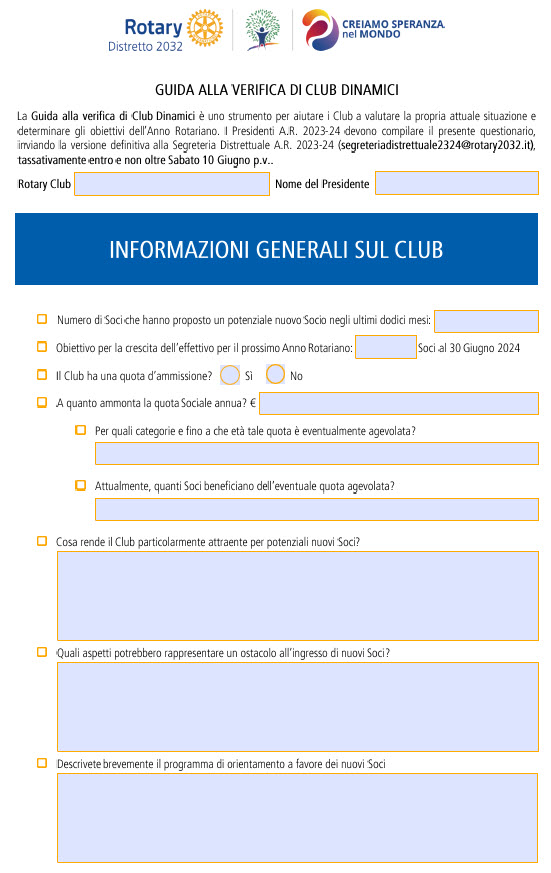 Rotary
Distretto 2032
CREIAMO SPERANZA
nel MONDO
GUIDA ALLA VERIFICA DI CLUB DINAMICI
La Guida alla verifica di Club Dinamici è uno strumento per aiutare i Club a valutare la propria attuale situazione e
determinare gli obiettivi dell'Anno Rotariano. I Presidenti A.R. 2023-24 devono compilare il presente questionario,
inviando la versione definitiva alla Segreteria Distrettuale A.R. 2023-24 (segreteriadistrettuale2324@rotary2032.it),
tassativamente entro e non oltre Sabato 10 Giugno p.v..
Rotary Club
Nome del Presidente
INFORMAZIONI GENERALI SUL CLUB
Numero di Soci che hanno proposto un potenziale nuovo Socio negli ultimi dodici mesi:
Obiettivo per la crescita dell'effettivo per il prossimo Anno Rotariano: Soci al 30 Giugno 2024
Il Club ha una quota d'ammissione? Sì No
A quanto ammonta la quota Sociale annua? €
Per quali categorie e fino a che età tale quota è eventualmente agevolata?
Attualmente, quanti Soci beneficiano dell'eventuale quota agevolata?
Cosa rende il Club particolarmente attraente per potenziali nuovi Soci?
Quali aspetti potrebbero rappresentare un ostacolo all'ingresso di nuovi Soci?
Descrivete brevemente il programma di orientamento a favore dei nuovi Soci